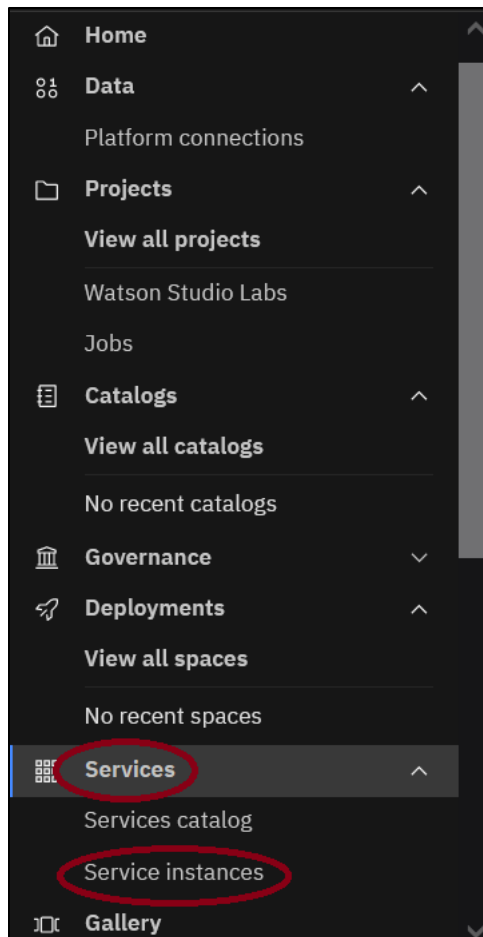 Home
Data
Platform connections
Projects
View all projects
Watson Studio Labs
Jobs
Catalogs
View all catalogs
No recent catalogs
Governance
Deployments
View all spaces
No recent spaces
Services
Services catalog
Service instances
Gallery